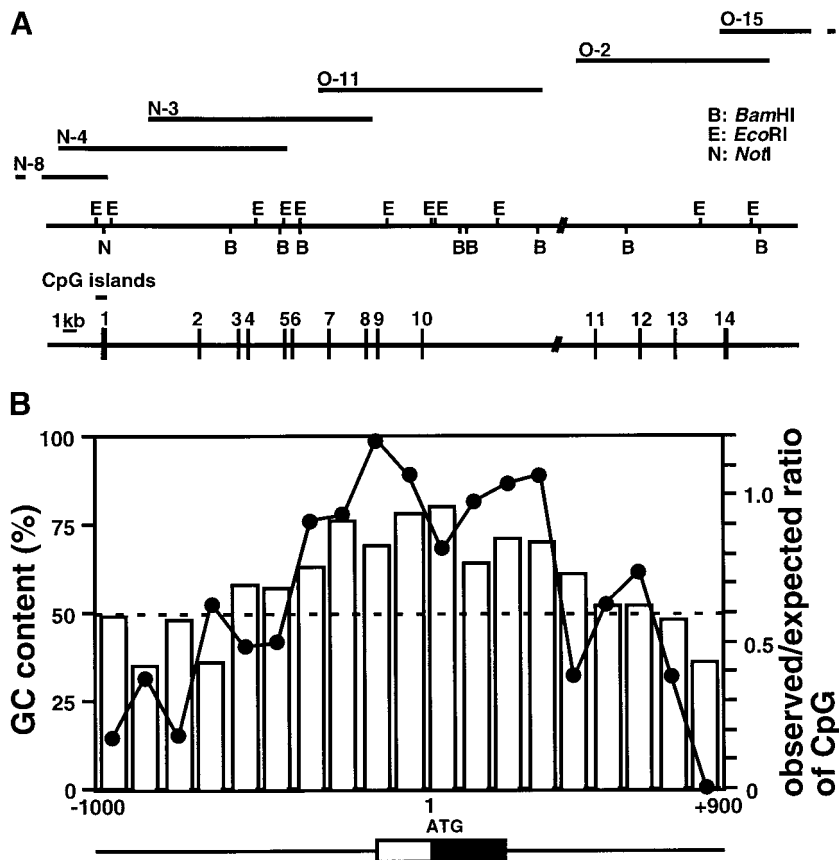 A
O-15
O-2
O-11
N-3
B: BamHI
E: EcoRI
N: NotI
N-4
N-8
E E E E E E E E E E E
N B B B B B B B B
CpG islands
1kb 1 2 3 4 5 6 7 8 9 10 11 12 13 14
B
GC content (%)
100
75
50
25
0
observed/expected ratio of CpG
1.0
0.5
0
-1000 1 +900
ATG